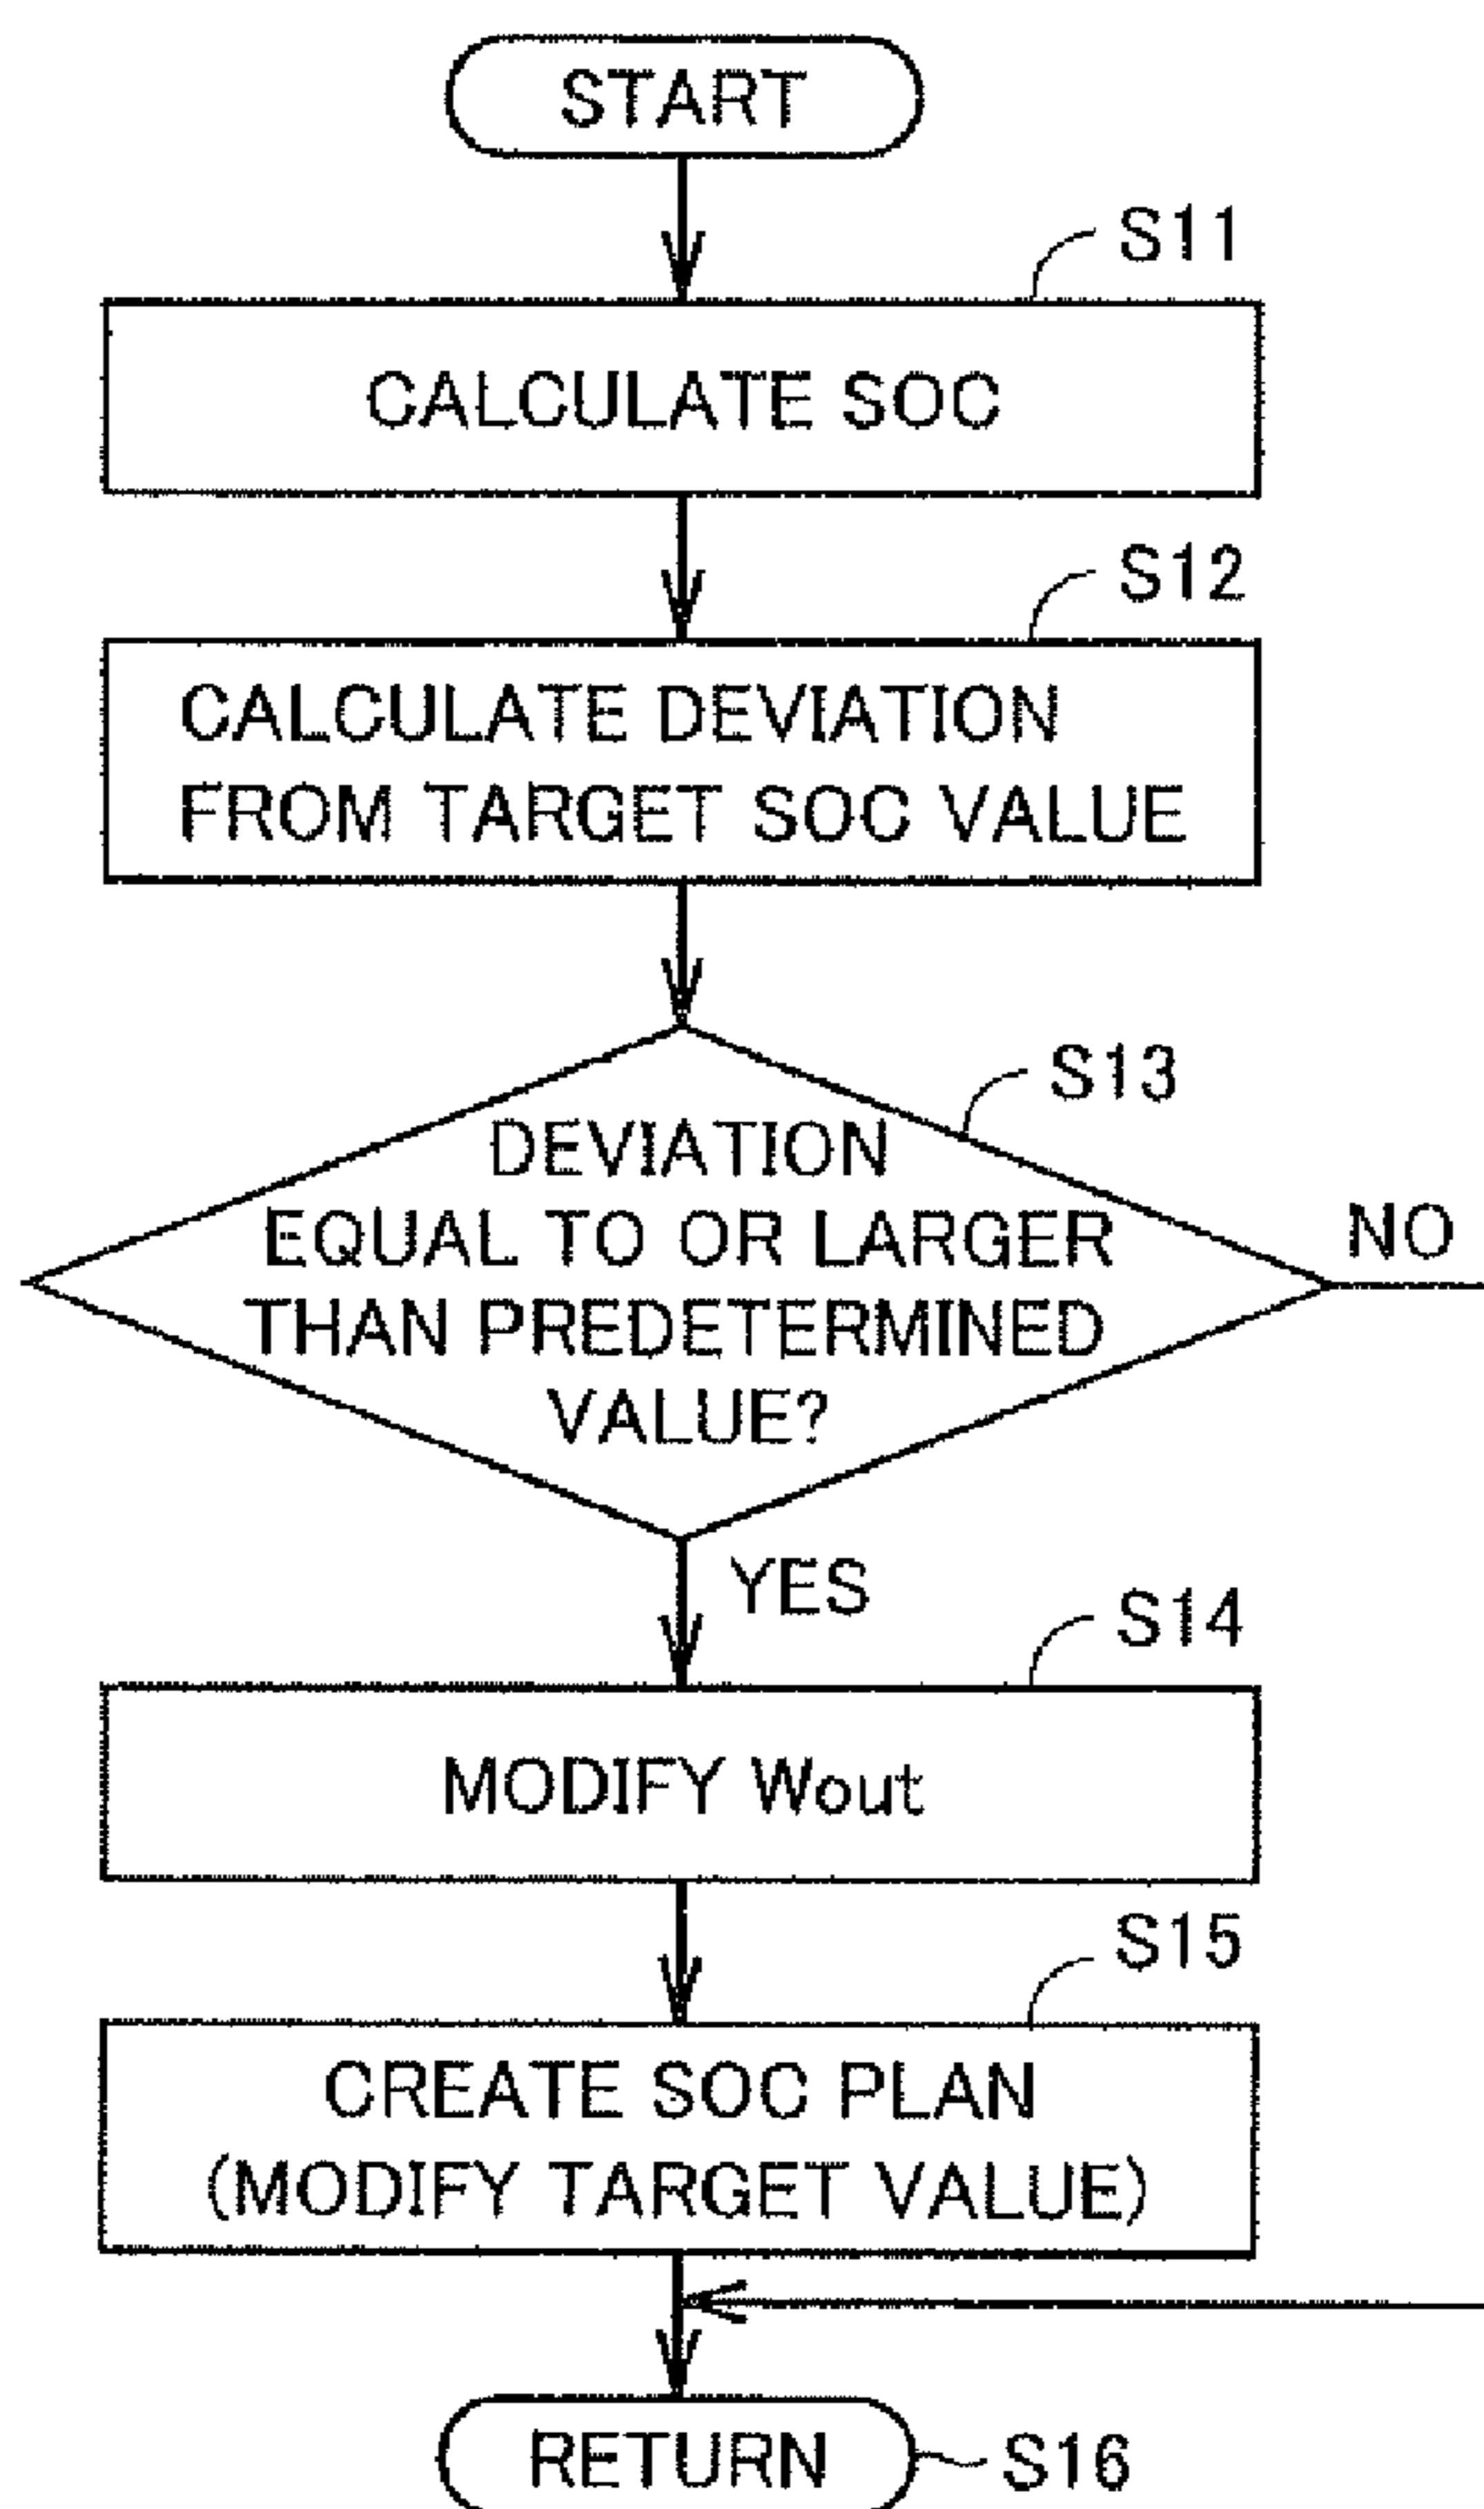 START
S11
CALCULATE SOC
S12
CALCULATE DEVIATION
FROM TARGET SOC VALUE
S13
DEVIATION
EQUAL TO OR LARGER
THAN PREDETERMINED
VALUE?
NO
YES
S14
MODIFY Wout
S15
CREATE SOC PLAN
(MODIFY TARGET VALUE)
RETURN
S16